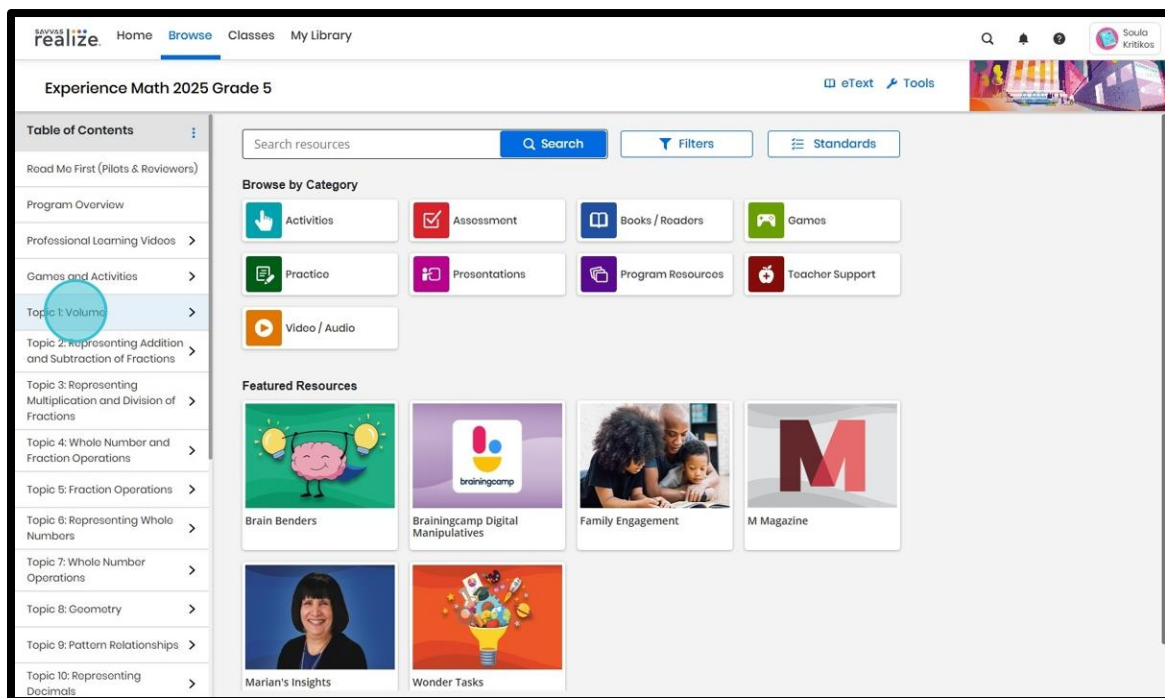 SAVVAS
realize.
Home Browse Classes My Library
Soula
Kritikos
Experience Math 2025 Grade 5
eText Tools
Table of Contents
Read Me First (Pilots & Reviewers)
Program Overview
Professional Learning Videos
Games and Activities
Topic 1: Volume
Topic 2: Representing Addition
and Subtraction of Fractions
Topic 3: Representing
Multiplication and Division of
Fractions
Topic 4: Whole Number and
Fraction Operations
Topic 5: Fraction Operations
Topic 6: Representing Whole
Numbers
Topic 7: Whole Number
Operations
Topic 8: Geometry
Topic 9: Pattern Relationships
Topic 10: Representing
Decimals
Search resources
Search
Filters
Standards
Browse by Category
Activities
Assessment
Books / Readers
Games
Practice
Presentations
Program Resources
Teacher Support
Video / Audio
Featured Resources
Brain Benders
brainingcamp
Brainingcamp Digital
Manipulatives
Family Engagement
M
M Magazine
Marian's Insights
Wonder Tasks